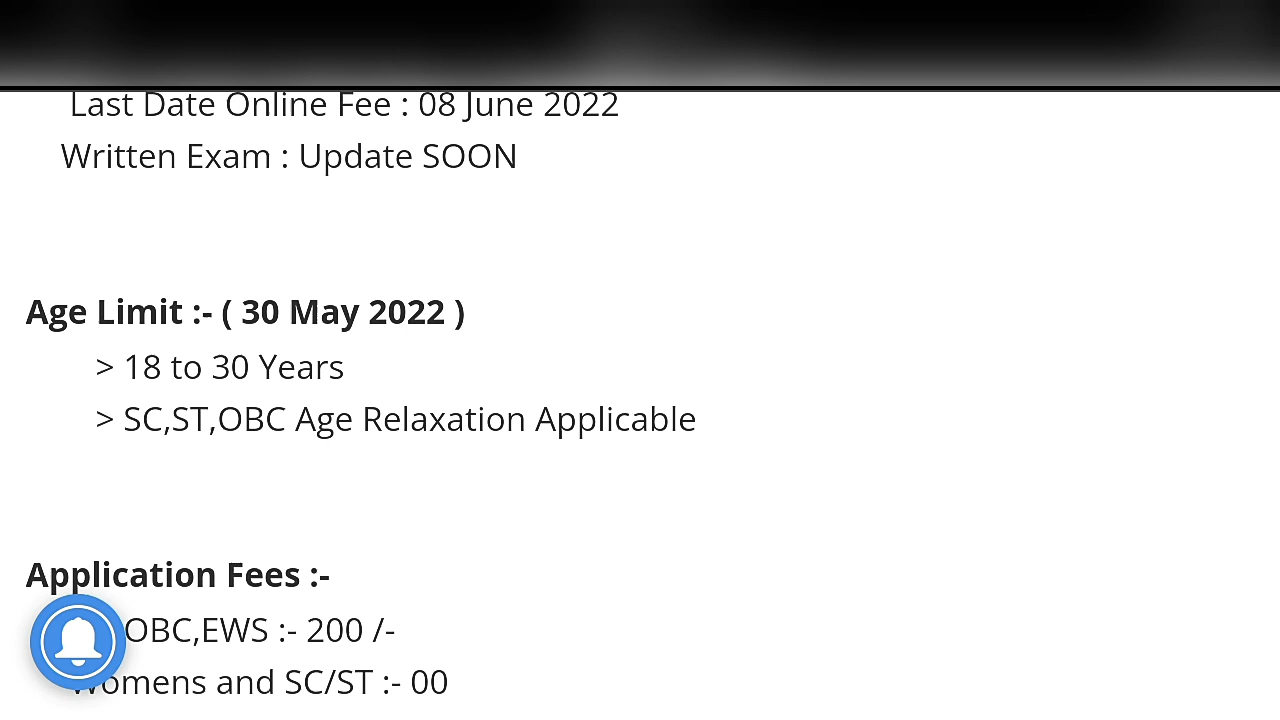 Last Date Online Fee : 08 June 2022
Written Exam : Update SOON
Age Limit :- ( 30 May 2022 )
> 18 to 30 Years
> SC,ST,OBC Age Relaxation Applicable
Application Fees :-
OBC,EWS :- 200 /-
Womens and SC/ST :- 00